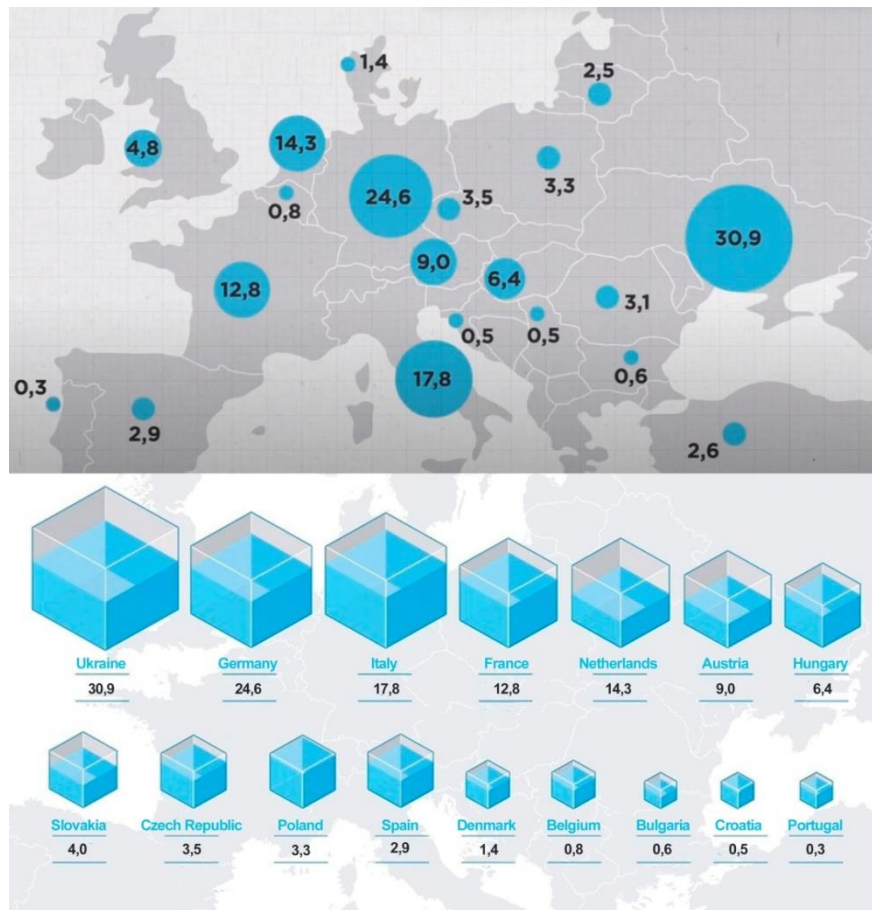 1,4
2,5
4,8
14,3
3,3
0,8
24,6
3,5
30,9
9,0
12,8
6,4
3,1
0,5
0,5
0,6
17,8
0,3
2,9
2,6
Ukraine
Germany
Italy
France
Netherlands
Austria
Hungary
30,9
24,6
17,8
12,8
14,3
9,0
6,4
Slovakia
Czech Republic
Poland
Spain
Denmark
Belgium
Bulgaria
Croatia
Portugal
4,0
3,5
3,3
2,9
1,4
0,8
0,6
0,5
0,3